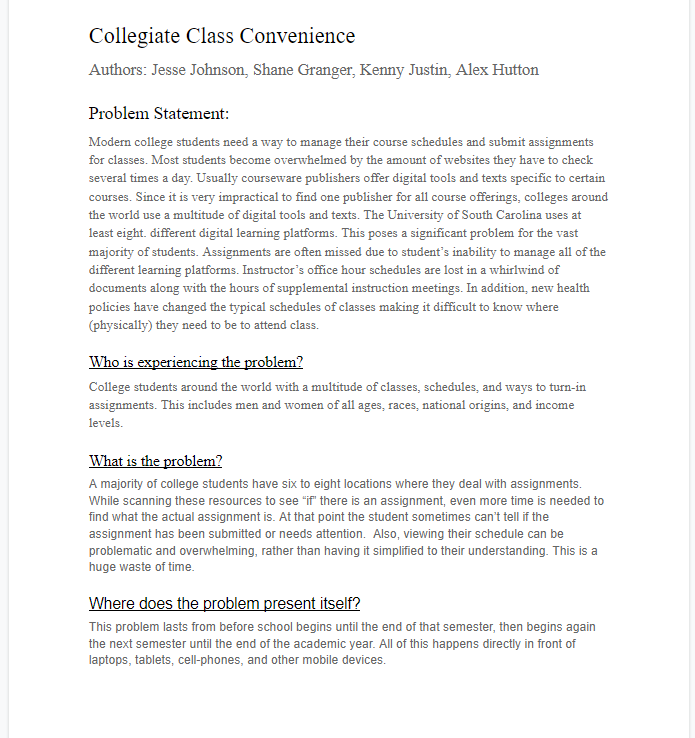 Collegiate Class Convenience
Authors: Jesse Johnson, Shane Granger, Kenny Justin, Alex Hutton
Problem Statement:
Modern college students need a way to manage their course schedules and submit assignments
for classes. Most students become overwhelmed by the amount of websites they have to check
several times a day. Usually courseware publishers offer digital tools and texts specific to certain
courses. Since it is very impractical to find one publisher for all course offerings, colleges around
the world use a multitude of digital tools and texts. The University of South Carolina uses at
least eight. different digital learning platforms. This poses a significant problem for the vast
majority of students. Assignments are often missed due to student’s inability to manage all of the
different learning platforms. Instructor’s office hour schedules are lost in a whirlwind of
documents along with the hours of supplemental instruction meetings. In addition, new health
policies have changed the typical schedules of classes making it difficult to know where
(physically) they need to be to attend class.
Who is experiencing the problem?
College students around the world with a multitude of classes, schedules, and ways to turn-in
assignments. This includes men and women of all ages, races, national origins, and income
levels.
What is the problem?
A majority of college students have six to eight locations where they deal with assignments.
While scanning these resources to see “if” there is an assignment, even more time is needed to
find what the actual assignment is. At that point the student sometimes can’t tell if the
assignment has been submitted or needs attention.  Also, viewing their schedule can be
problematic and overwhelming, rather than having it simplified to their understanding. This is a
huge waste of time.
Where does the problem present itself?
This problem lasts from before school begins until the end of that semester, then begins again
the next semester until the end of the academic year. All of this happens directly in front of
laptops, tablets, cell-phones, and other mobile devices.